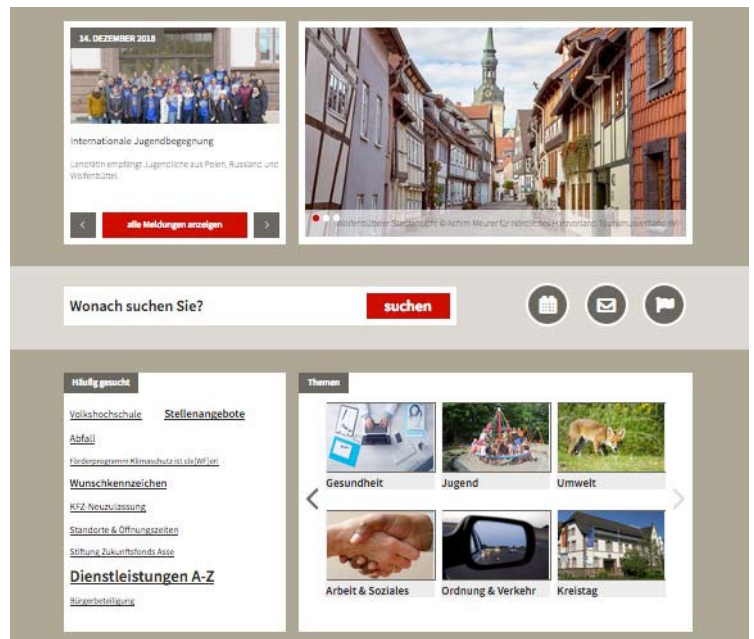 14. DEZEMBER 2018
Internationale Jugendbegegnung
Landrätin empfängt Jugendliche aus Polen, Russland und
Wolfenbüttel.
alle Meldungen anzeigen
Wolfenbütteler Stadtansicht © Achim Meurer für Nördliches Harzvorland Tourismusverband eV
Wonach suchen Sie?
suchen
Häufig gesucht
Volkshochschule Stellenangebote
Abfall
Förderprogramm Klimaschutz ist cle[WF]er!
Wunschkennzeichen
KFZ-Neuzulassung
Standorte & Öffnungszeiten
Stiftung Zukunftsfonds Asse
Dienstleistungen A-Z
Bürgerbeteiligung
Themen
Gesundheit
Jugend
Umwelt
Arbeit & Soziales
Ordnung & Verkehr
Kreistag